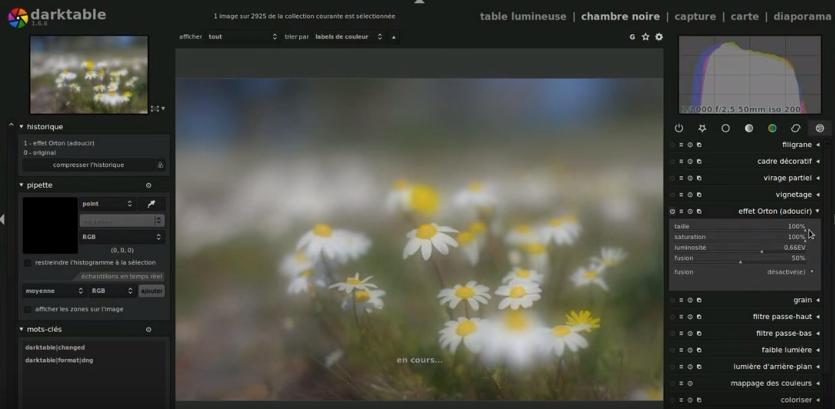 darktable
1.6.6
1 image sur 2925 de la collection courante est sélectionnée
table lumineuse | chambre noire | capture | carte | diaporama
afficher tout trier par labels de couleur
G
historique
1 - effet Orton (adoucir)
0 - original
compresser l'historique
pipette
point
RGB
(0, 0, 0)
restreindre l'histogramme à la sélection
échantillons en temps réel
moyenne RGB ajouter
afficher les zones sur l'image
mots-clés
darktable|changed
darktable|format|dng
en cours...
f/2,5 50mm iso 200
filigrane
cadre décoratif
virage partiel
vignetage
effet Orton (adoucir)
taille 100%
saturation 100%
luminosité 0,66EV
fusion 50%
fusion désactivé(e)
grain
filtre passe-haut
filtre passe-bas
faible lumière
lumière d'arrière-plan
mappage des couleurs
coloriser